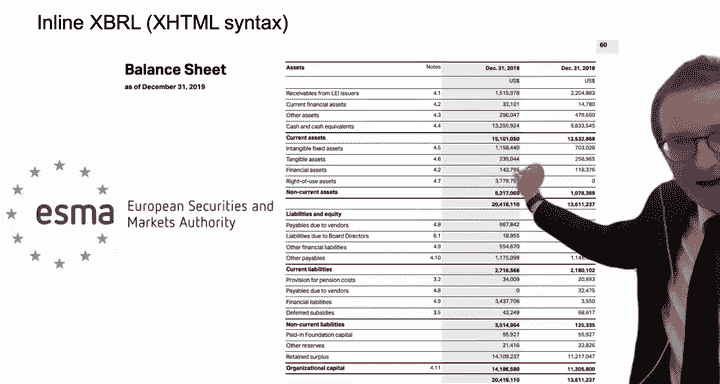 Inline XBRL (XHTML syntax)
60
Balance Sheet
as of December 31, 2019
esma
European Securities and
Markets Authority
Assets Notes Dec. 31, 2019 Dec. 31, 2018
US$ US$
Receivables from LEI issuers 4.1 1,515,978 2,204,883
Current financial assets 4.2 33,101 14,780
Other assets 4.3 296,047 479,660
Cash and cash equivalents 4.4 13,255,924 9,833,545
Current assets 15,101,050 12,532,868
Intangible fixed assets 4.5 1,158,440 703,028
Tangible assets 4.6 235,044 256,965
Financial assets 4.2 143,795 118,376
Right-of-use assets 4.7 0
Non-current assets 5,317,060 1,078,369
20,418,110 13,611,237
Liabilities and equity
Payables due to vendors 4.8
Liabilities due to Board Directors 6.1 18,955
Other financial liabilities 4.9 554,670
Other payables 4.10 1,175,099
Current liabilities 2,716,566 2,180,102
Provision for pension costs 3.2 34,009 20,693
Payables due to vendors 4.8 0 32,475
Financial liabilities 4.9 3,437,706 3,550
Deferred subsidies 3.5 43,249 68,617
Non-current liabilities 3,514,964 125,335
Paid-in Foundation capital 55,927 55,927
Other reserves 21,416 32,826
Retained surplus 14,109,237 11,217,047
Organizational capital 4.11 14,186,580 11,305,800
20,418,110 13,611,237